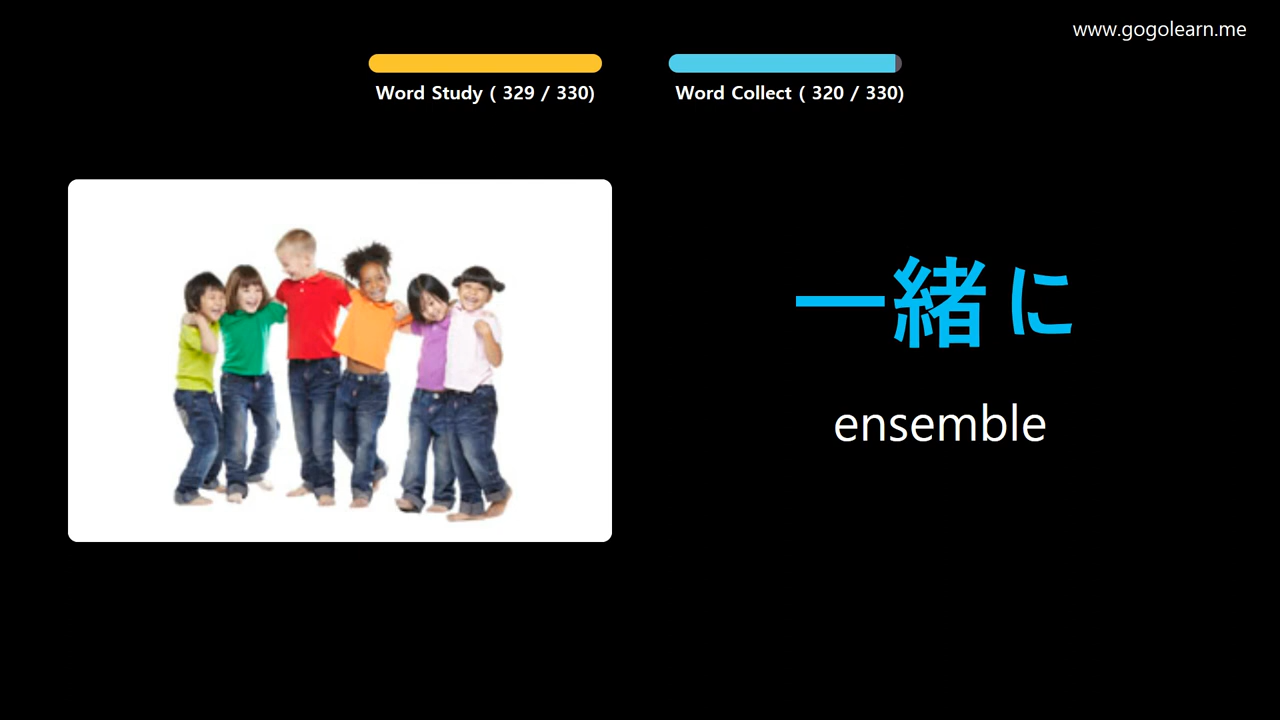 www.gogolearn.me
Word Study ( 329 / 330)
Word Collect ( 320 / 330)
一緒に
ensemble